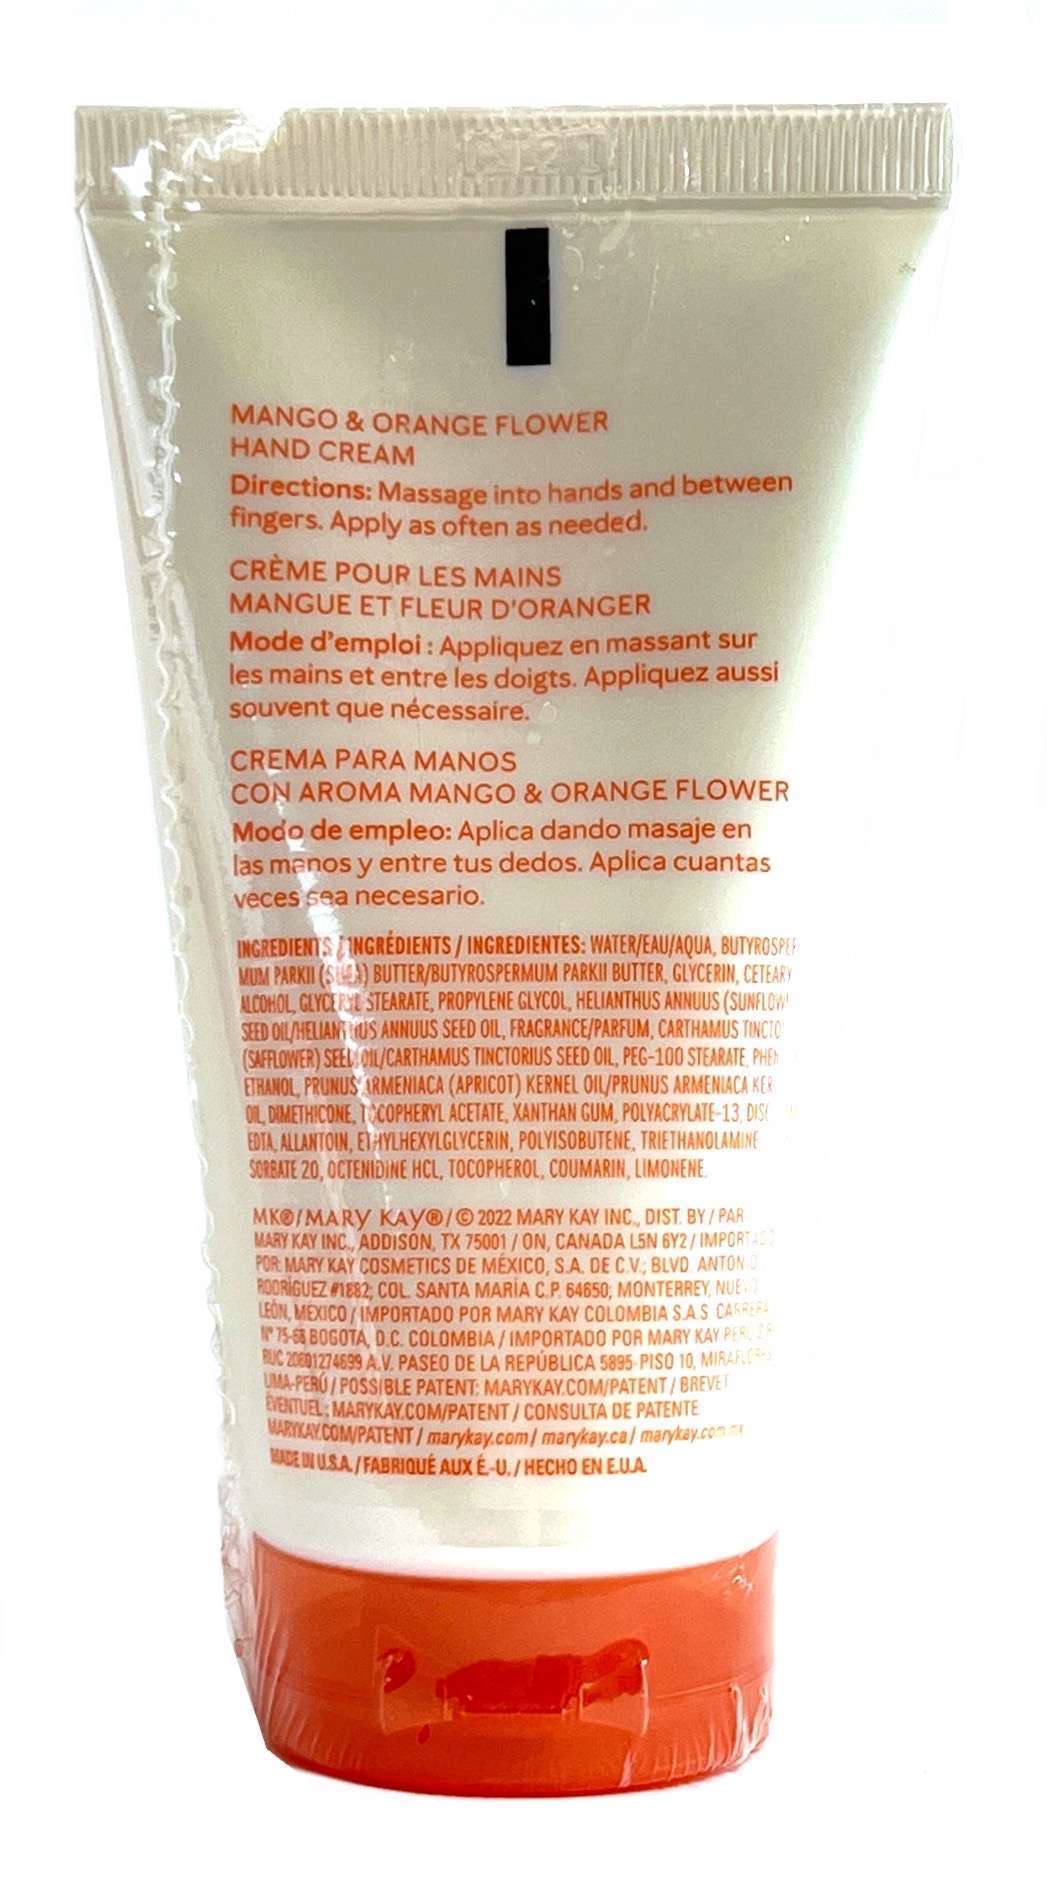 MANGO & ORANGE FLOWER
HAND CREAM
Directions: Massage into hands and between
fingers. Apply as often as needed.
CRÈME POUR LES MAINS
MANGUE ET FLEUR D'ORANGER
Mode d'emploi : Appliquez en massant sur
les mains et entre les doigts. Appliquez aussi
souvent que nécessaire.
CREMA PARA MANOS
CON AROMA MANGO & ORANGE FLOWER
Modo de empleo: Aplica dando masaje en
las manos y entre tus dedos. Aplica cuantas
veces sea necesario.
INGREDIENTS / INGRÉDIENTS / INGREDIENTES: WATER/EAU/AQUA, BUTYROSPER
MUM PARKII (SHEA) BUTTER/BUTYROSPERMUM PARKII BUTTER, GLYCERIN, CETEARY
ALCOHOL, GLYCERYL STEARATE, PROPYLENE GLYCOL, HELIANTHUS ANNUUS (SUNFLOW
SEED OIL/HELIANTHUS ANNUUS SEED OIL, FRAGRANCE/PARFUM, CARTHAMUS TINCTO
(SAFFLOWER) SEED OIL/CARTHAMUS TINCTORIUS SEED OIL, PEG-100 STEARATE, PHEN
ETHANOL, PRUNUS ARMENIACA (APRICOT) KERNEL OIL/PRUNUS ARMENIACA KER
OIL, DIMETHICONE, TOCOPHERYL ACETATE, XANTHAN GUM, POLYACRYLATE-13, DISO
EDTA, ALLANTOIN, ETHYLHEXYLGLYCERIN, POLYISOBUTENE, TRIETHANOLAMINE
SORBATE 20, OCTENIDINE HCL, TOCOPHEROL, COUMARIN, LIMONENE.
MK®/MARY KAY®/© 2022 MARY KAY INC., DIST. BY / PAR
MARY KAY INC., ADDISON, TX 75001 / ON, CANADA L5N 6Y2 / IMPORTADO
POR: MARY KAY COSMETICS DE MÉXICO, S.A. DE C.V.; BLVD. ANTONIO
RODRÍGUEZ #1882; COL. SANTA MARÍA C.P. 64650; MONTERREY, NUEVO
LEÓN, MÉXICO / IMPORTADO POR MARY KAY COLOMBIA S.A.S. CARRERA
N° 75-66 BOGOTA, D.C. COLOMBIA / IMPORTADO POR MARY KAY PERU
RUC 20601274699 A.V. PASEO DE LA REPÚBLICA 5895-PISO 10, MIRAFLORES
LIMA-PERÚ / POSSIBLE PATENT: MARYKAY.COM/PATENT / BREVET
ÉVENTUEL : MARYKAY.COM/PATENT / CONSULTA DE PATENTE
MARYKAY.COM/PATENT / marykay.com / marykay.ca / marykay.com.mx
MADE IN U.S.A. / FABRIQUÉ AUX É.-U. / HECHO EN E.U.A.